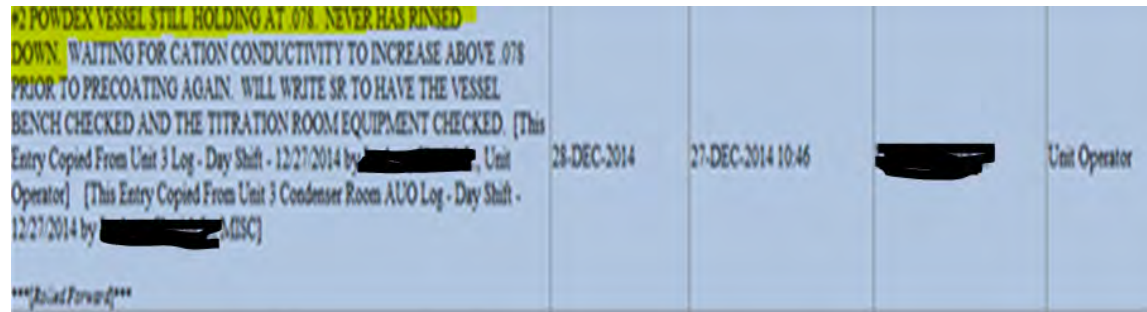 #2 POWDEX VESSEL STILL HOLDING AT .078. NEVER HAS RINSED
DOWN. WAITING FOR CATION CONDUCTIVITY TO INCREASE ABOVE .078
PRIOR TO PRECOATING AGAIN. WILL WRITE SR TO HAVE THE VESSEL
BENCH CHECKED AND THE TITRATION ROOM EQUIPMENT CHECKED. [This
Entry Copied From Unit 3 Log - Day Shift - 12/27/2014 by , Unit
Operator] [This Entry Copied From Unit 3 Condenser Room AUO Log - Day Shift -
12/27/2014 by MISC]
***[Rolled Forward]***
28-DEC-2014
27-DEC-2014 10:46
Unit Operator